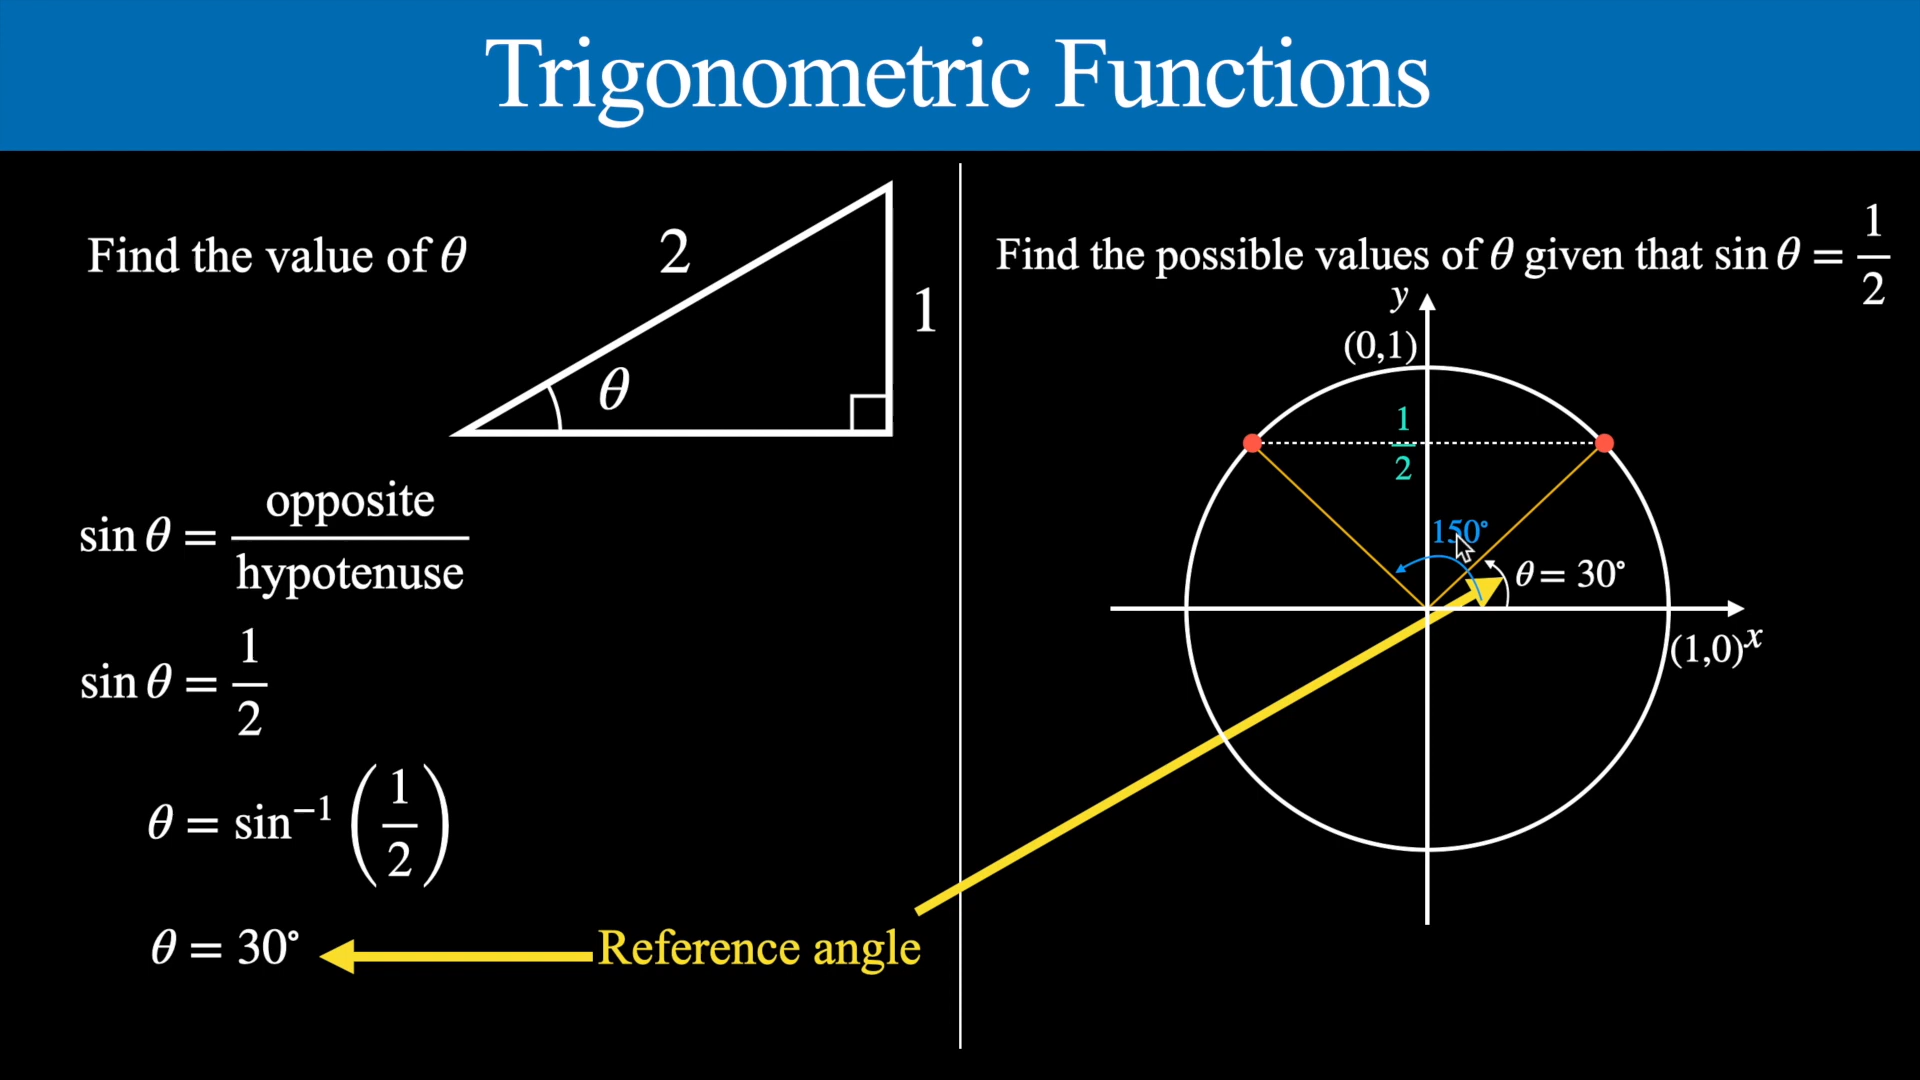 Trigonometric Functions
Find the value of θ
2
1
θ
sin θ = opposite / hypotenuse
sin θ = 1/2
θ = sin⁻¹ (1/2)
θ = 30°
Reference angle
Find the possible values of θ given that sin θ = 1/2
y
(0,1)
1/2
150°
θ = 30°
(1,0)
x